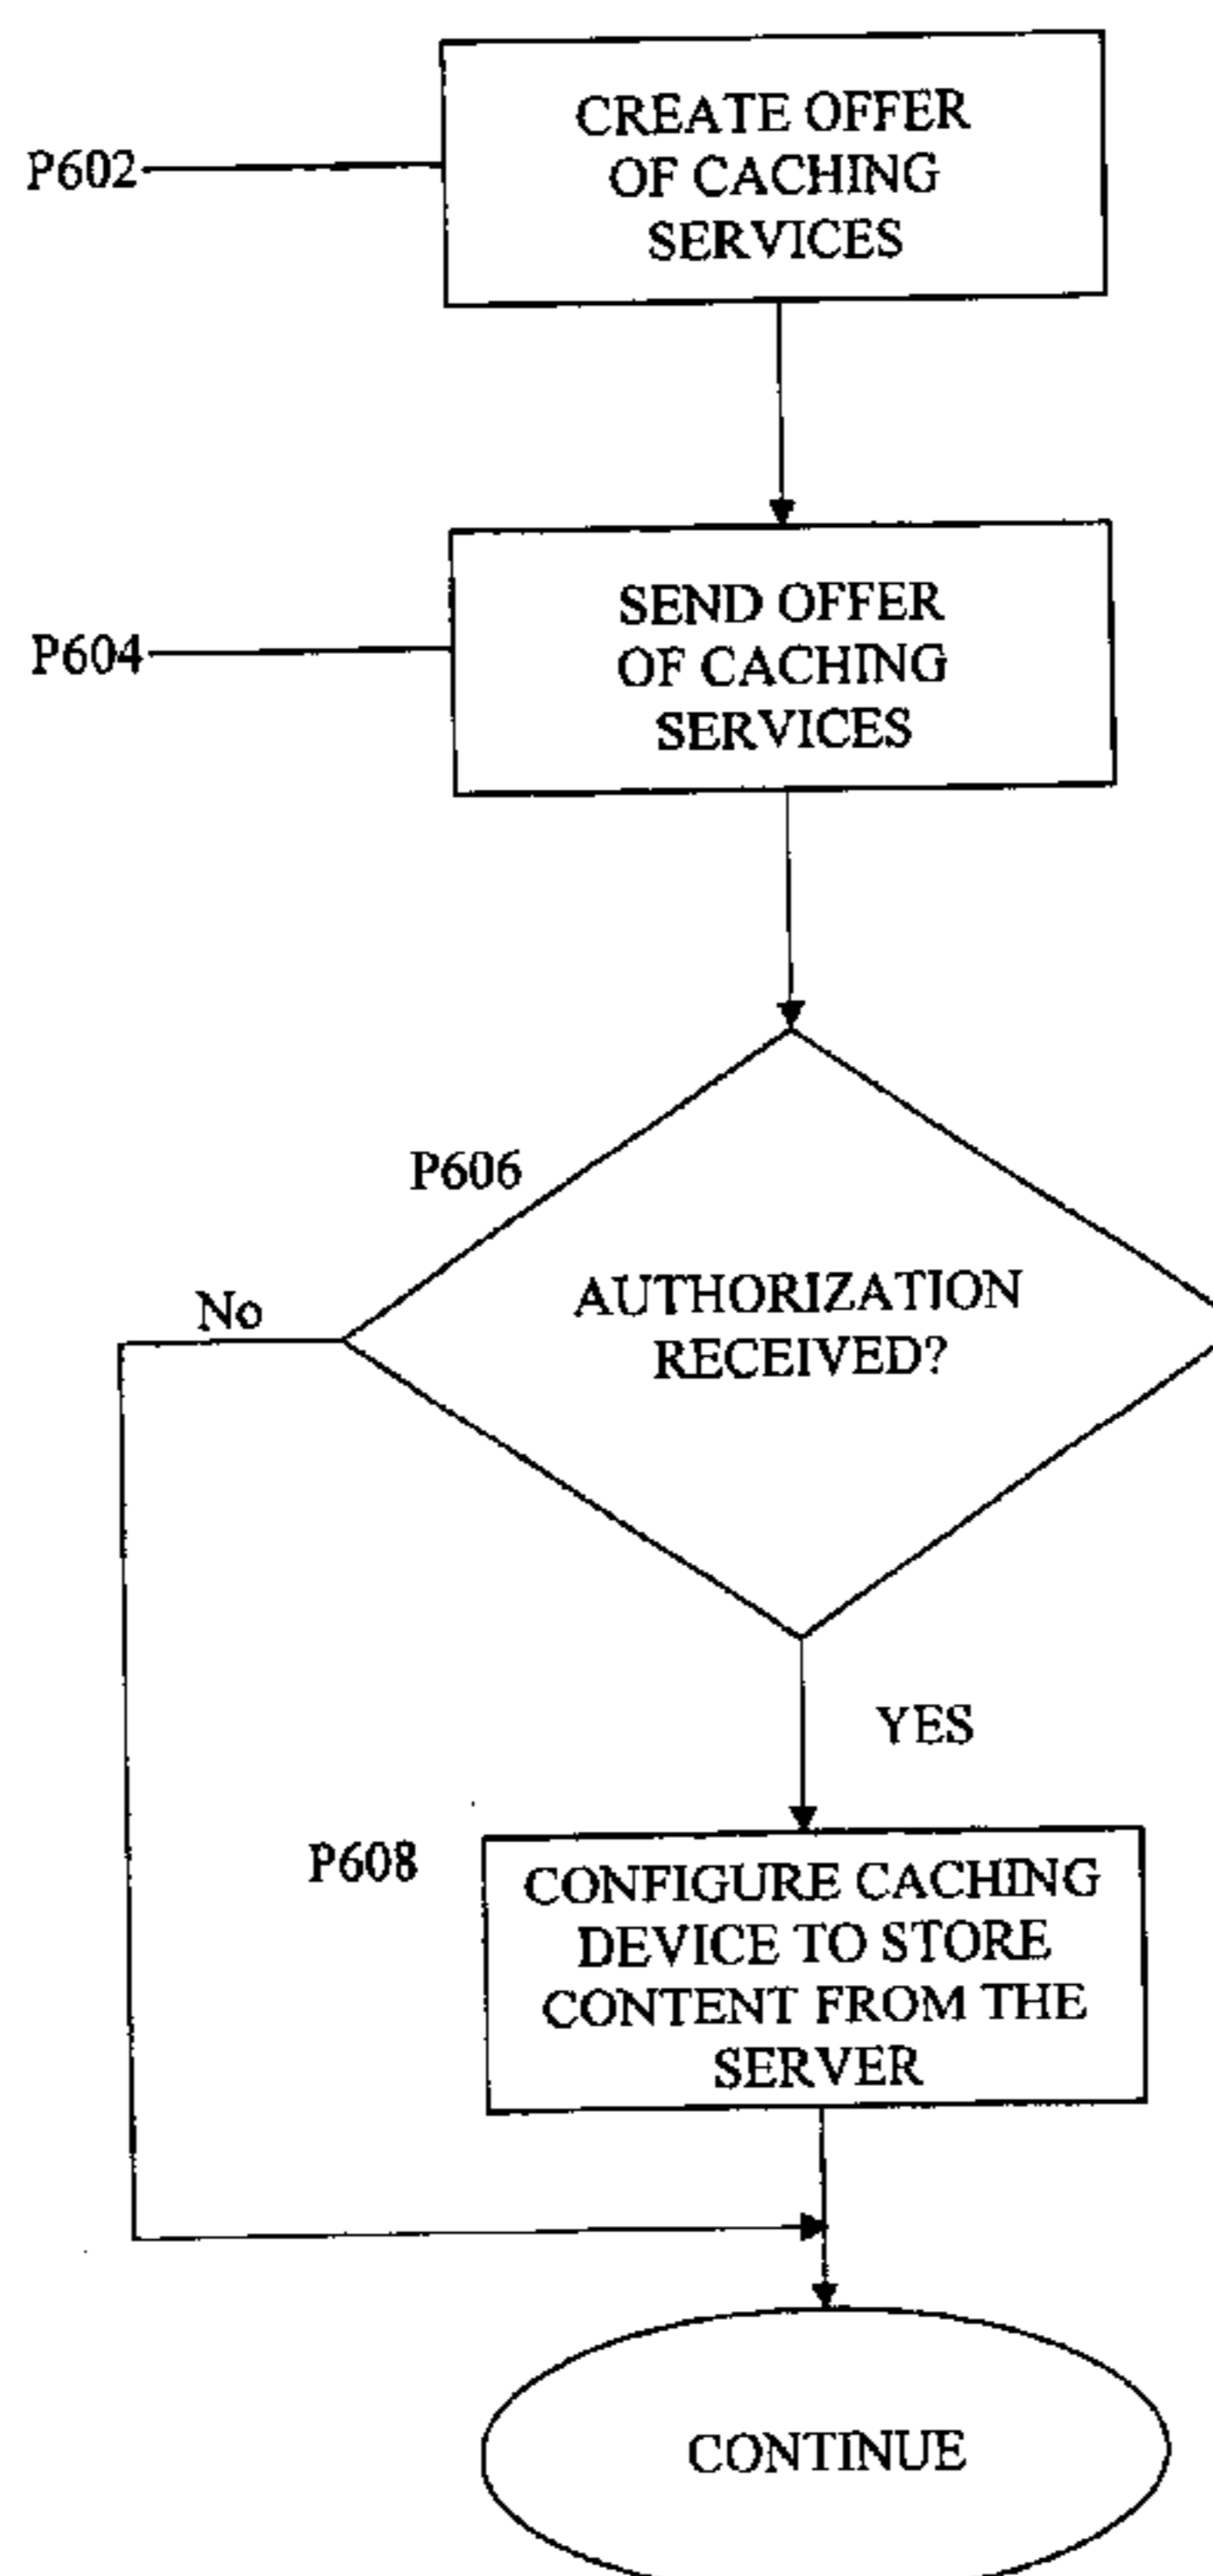 CREATE OFFER
OF CACHING
SERVICES
P602
SEND OFFER
OF CACHING
SERVICES
P604
P606
AUTHORIZATION
RECEIVED?
No
YES
P608
CONFIGURE CACHING
DEVICE TO STORE
CONTENT FROM THE
SERVER
CONTINUE